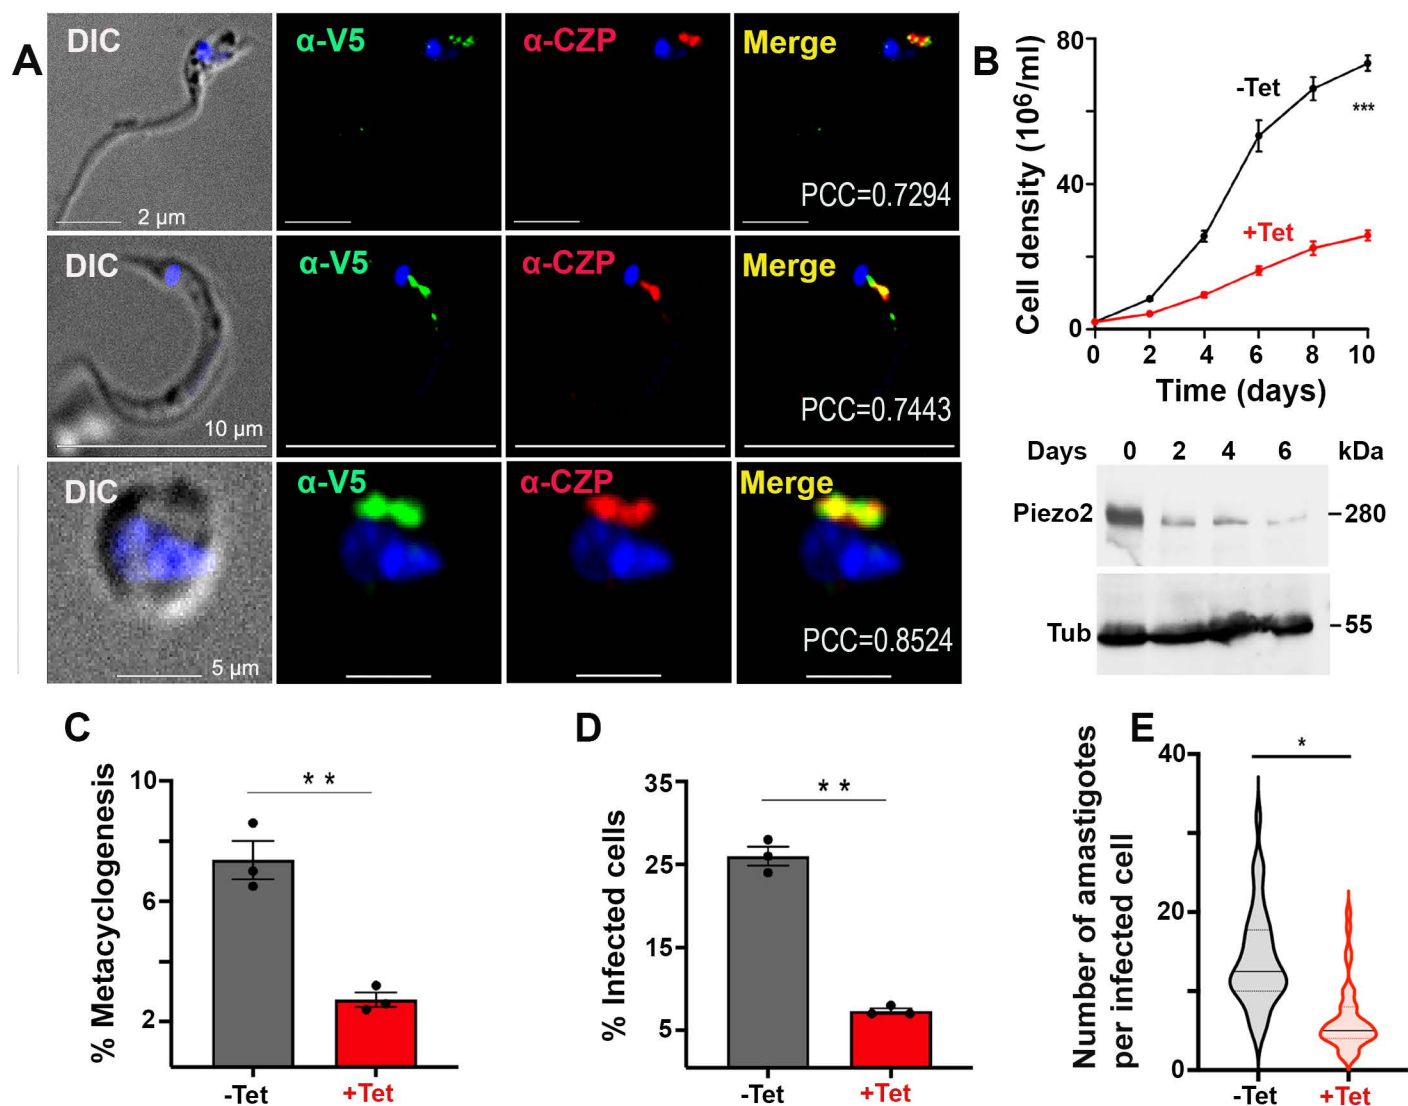 A
DIC
α-V5
α-CZP
Merge
2 µm
PCC=0.7294
DIC
α-V5
α-CZP
Merge
10 µm
PCC=0.7443
DIC
α-V5
α-CZP
Merge
5 µm
PCC=0.8524
B
Cell density (10⁶/ml)
80
40
0
-Tet
***
+Tet
0 2 4 6 8 10
Time (days)
Days 0 2 4 6 kDa
Piezo2 -280
Tub -55
C
% Metacyclogenesis
10
6
2
* *
-Tet +Tet
D
% Infected cells
35
25
15
5
* *
-Tet +Tet
E
Number of amastigotes
per infected cell
40
20
0
*
-Tet +Tet